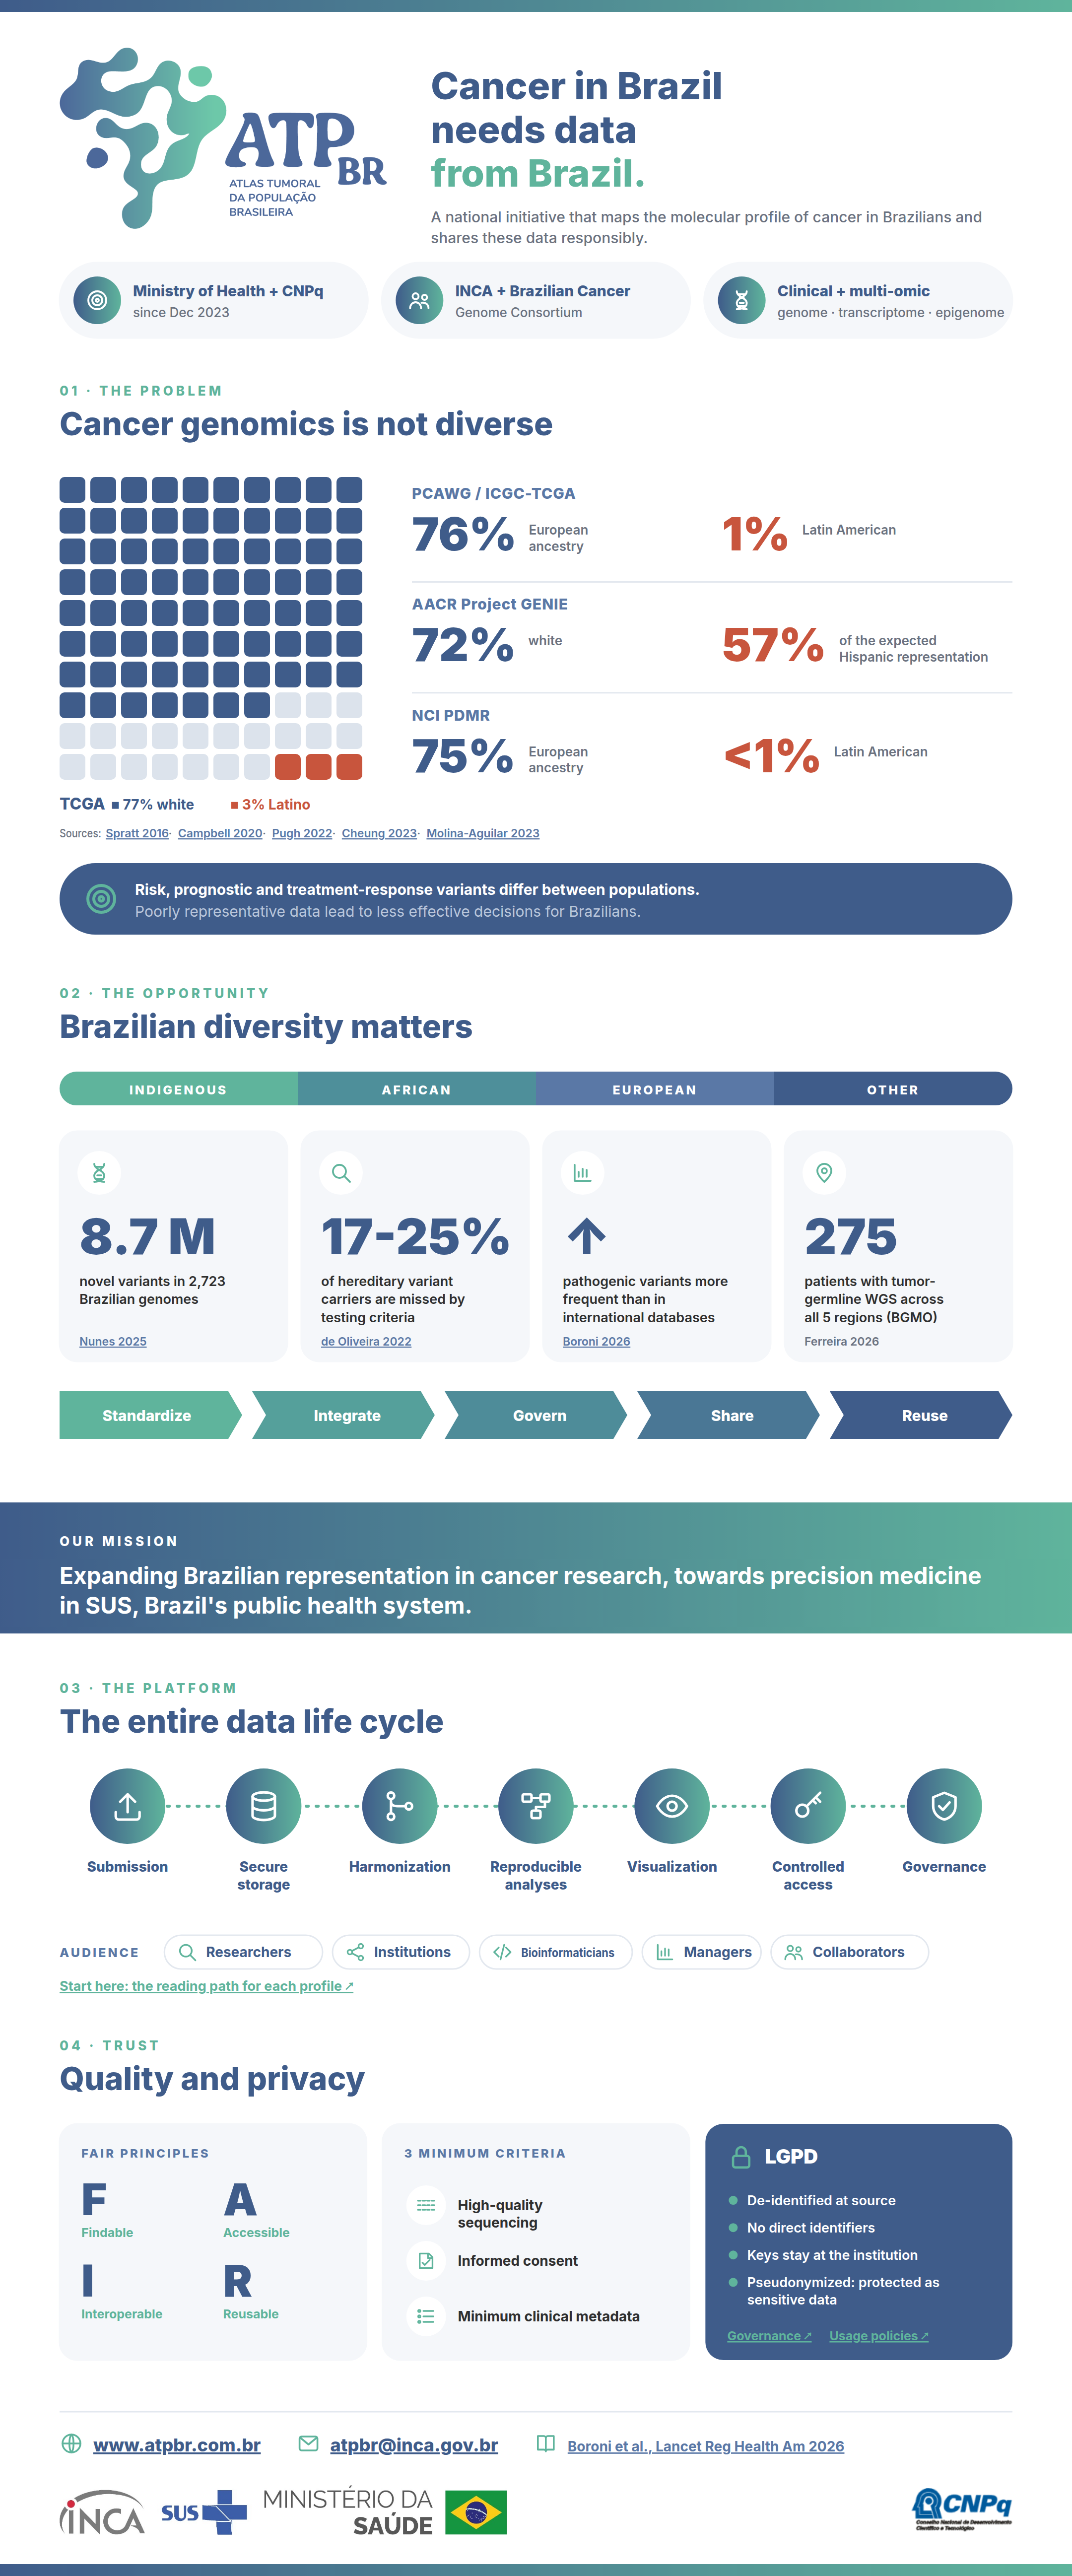 ATP BR
ATLAS TUMORAL
DA POPULAÇÃO
BRASILEIRA
Cancer in Brazil
needs data
from Brazil.
A national initiative that maps the molecular profile of cancer in Brazilians and
shares these data responsibly.
Ministry of Health + CNPq
since Dec 2023
INCA + Brazilian Cancer
Genome Consortium
Clinical + multi-omic
genome · transcriptome · epigenome
01 · THE PROBLEM
Cancer genomics is not diverse
PCAWG / ICGC-TCGA
76% European
ancestry
1% Latin American
AACR Project GENIE
72% white
57% of the expected
Hispanic representation
NCI PDMR
75% European
ancestry
<1% Latin American
TCGA ■ 77% white ■ 3% Latino
Sources: Spratt 2016· Campbell 2020· Pugh 2022· Cheung 2023· Molina-Aguilar 2023
Risk, prognostic and treatment-response variants differ between populations.
Poorly representative data lead to less effective decisions for Brazilians.
02 · THE OPPORTUNITY
Brazilian diversity matters
INDIGENOUS AFRICAN EUROPEAN OTHER
8.7 M
novel variants in 2,723
Brazilian genomes
Nunes 2025
17-25%
of hereditary variant
carriers are missed by
testing criteria
de Oliveira 2022
↑
pathogenic variants more
frequent than in
international databases
Boroni 2026
275
patients with tumor-
germline WGS across
all 5 regions (BGMO)
Ferreira 2026
Standardize Integrate Govern Share Reuse
OUR MISSION
Expanding Brazilian representation in cancer research, towards precision medicine
in SUS, Brazil's public health system.
03 · THE PLATFORM
The entire data life cycle
Submission
Secure
storage
Harmonization
Reproducible
analyses
Visualization
Controlled
access
Governance
AUDIENCE Researchers Institutions Bioinformaticians Managers Collaborators
Start here: the reading path for each profile ↗
04 · TRUST
Quality and privacy
FAIR PRINCIPLES
F
Findable
A
Accessible
I
Interoperable
R
Reusable
3 MINIMUM CRITERIA
High-quality
sequencing
Informed consent
Minimum clinical metadata
LGPD
De-identified at source
No direct identifiers
Keys stay at the institution
Pseudonymized: protected as
sensitive data
Governance ↗ Usage policies ↗
www.atpbr.com.br atpbr@inca.gov.br Boroni et al., Lancet Reg Health Am 2026
INCA
SUS
MINISTÉRIO DA
SAÚDE
CNPq
Conselho Nacional de Desenvolvimento
Científico e Tecnológico